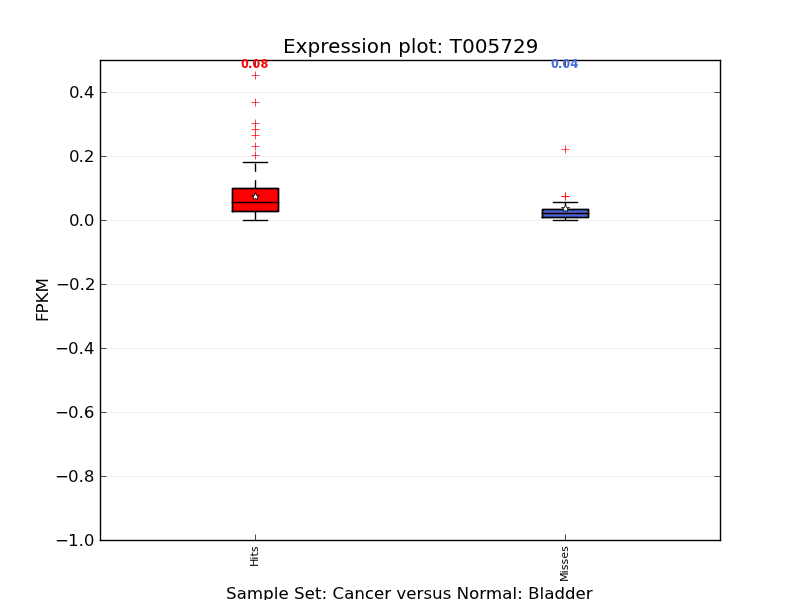 Expression plot: T005729
0.08
0.04
0.4
0.2
0.0
−0.2
−0.4
−0.6
−0.8
−1.0
FPKM
Hits
Misses
Sample Set: Cancer versus Normal: Bladder